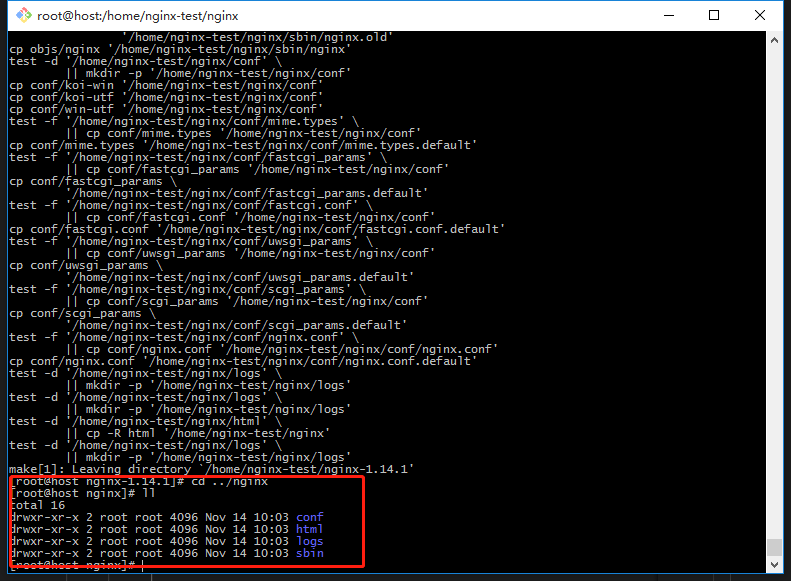 root@host:/home/nginx-test/nginx
'/home/nginx-test/nginx/sbin/nginx.old'
cp objs/nginx '/home/nginx-test/nginx/sbin/nginx'
test -d '/home/nginx-test/nginx/conf' \
|| mkdir -p '/home/nginx-test/nginx/conf'
cp conf/koi-win '/home/nginx-test/nginx/conf'
cp conf/koi-utf '/home/nginx-test/nginx/conf'
cp conf/win-utf '/home/nginx-test/nginx/conf'
test -f '/home/nginx-test/nginx/conf/mime.types' \
|| cp conf/mime.types '/home/nginx-test/nginx/conf'
cp conf/mime.types '/home/nginx-test/nginx/conf/mime.types.default'
test -f '/home/nginx-test/nginx/conf/fastcgi_params' \
|| cp conf/fastcgi_params '/home/nginx-test/nginx/conf'
cp conf/fastcgi_params \
'/home/nginx-test/nginx/conf/fastcgi_params.default'
test -f '/home/nginx-test/nginx/conf/fastcgi.conf' \
|| cp conf/fastcgi.conf '/home/nginx-test/nginx/conf'
cp conf/fastcgi.conf '/home/nginx-test/nginx/conf/fastcgi.conf.default'
test -f '/home/nginx-test/nginx/conf/uwsgi_params' \
|| cp conf/uwsgi_params '/home/nginx-test/nginx/conf'
cp conf/uwsgi_params \
'/home/nginx-test/nginx/conf/uwsgi_params.default'
test -f '/home/nginx-test/nginx/conf/scgi_params' \
|| cp conf/scgi_params '/home/nginx-test/nginx/conf'
cp conf/scgi_params \
'/home/nginx-test/nginx/conf/scgi_params.default'
test -f '/home/nginx-test/nginx/conf/nginx.conf' \
|| cp conf/nginx.conf '/home/nginx-test/nginx/conf/nginx.conf'
cp conf/nginx.conf '/home/nginx-test/nginx/conf/nginx.conf.default'
test -d '/home/nginx-test/nginx/logs' \
|| mkdir -p '/home/nginx-test/nginx/logs'
test -d '/home/nginx-test/nginx/logs' \
|| mkdir -p '/home/nginx-test/nginx/logs'
test -d '/home/nginx-test/nginx/html' \
|| cp -R html '/home/nginx-test/nginx'
test -d '/home/nginx-test/nginx/logs' \
|| mkdir -p '/home/nginx-test/nginx/logs'
make[1]: Leaving directory `/home/nginx-test/nginx-1.14.1'
[root@host nginx-1.14.1]# cd ../nginx
[root@host nginx]# ll
total 16
drwxr-xr-x 2 root root 4096 Nov 14 10:03 conf
drwxr-xr-x 2 root root 4096 Nov 14 10:03 html
drwxr-xr-x 2 root root 4096 Nov 14 10:03 logs
drwxr-xr-x 2 root root 4096 Nov 14 10:03 sbin
[root@host nginx]#